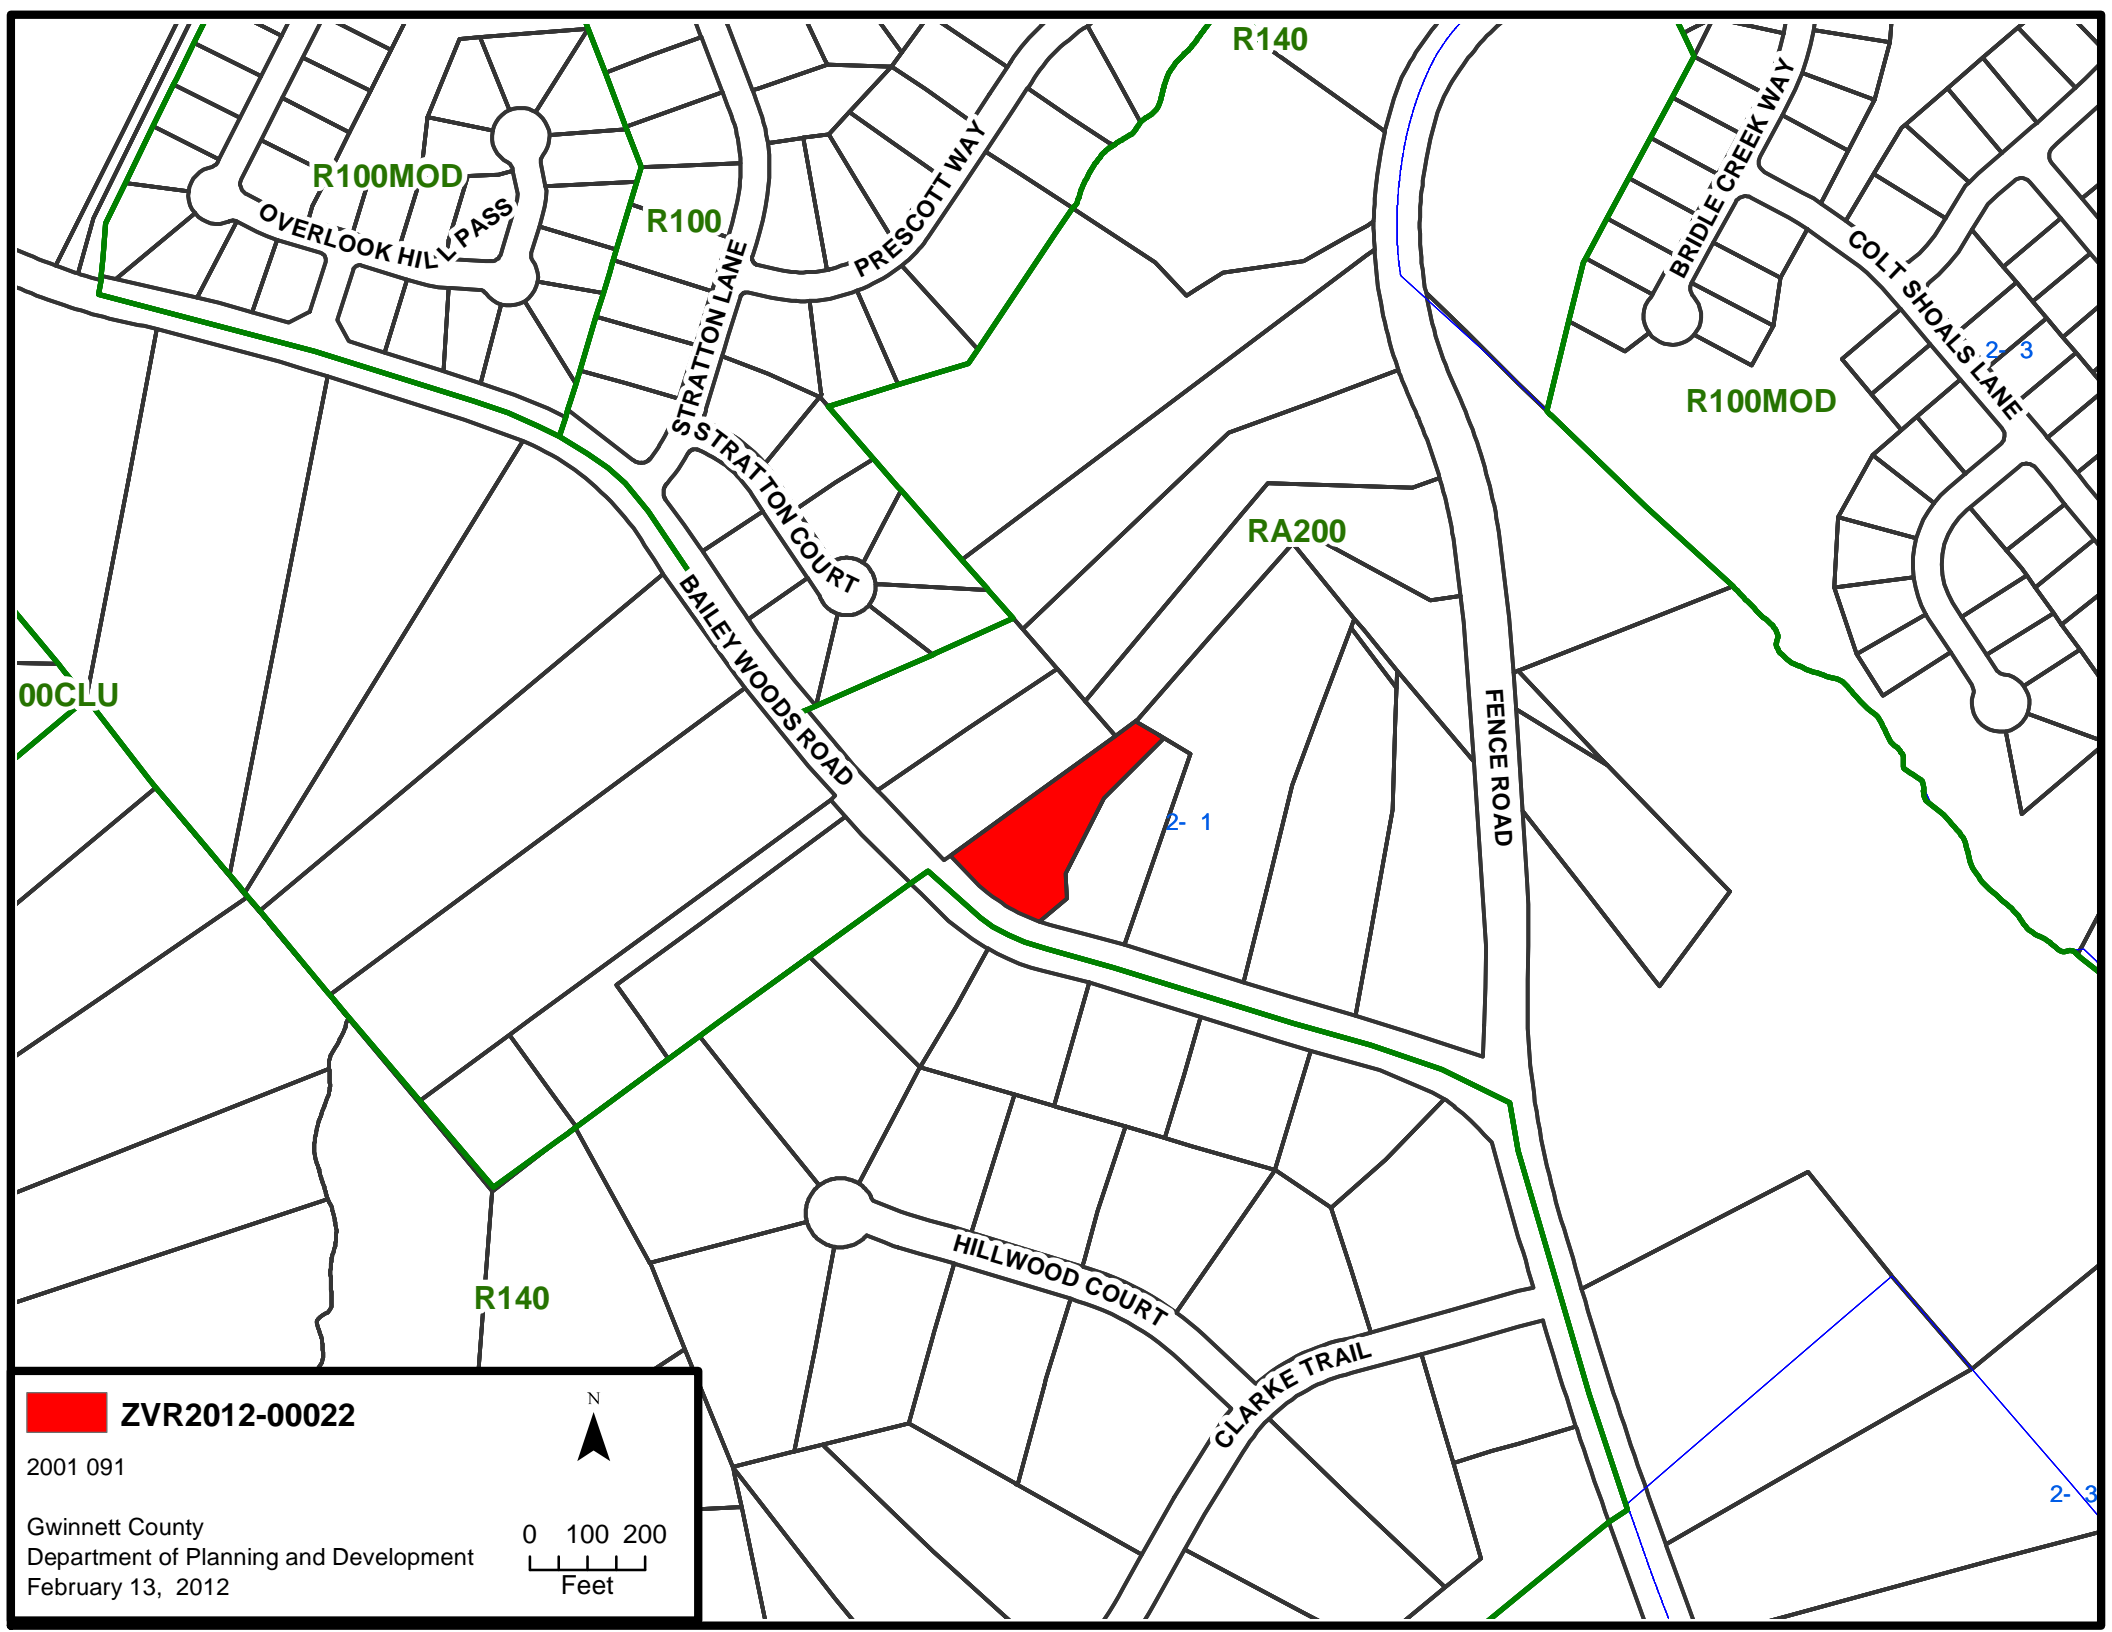 R140
R100MOD
R100
OVERLOOK HILL PASS
PRESCOTT WAY
STRATTON LANE
BRIDLE CREEK WAY
COLT SHOALS LANE
2- 3
R100MOD
STRATTON COURT
RA200
BAILEY WOODS ROAD
00CLU
FENCE ROAD
2- 1
HILLWOOD COURT
R140
CLARKE TRAIL
2- 3
ZVR2012-00022
N
2001 091
Gwinnett County
Department of Planning and Development
February 13, 2012
0 100 200
Feet